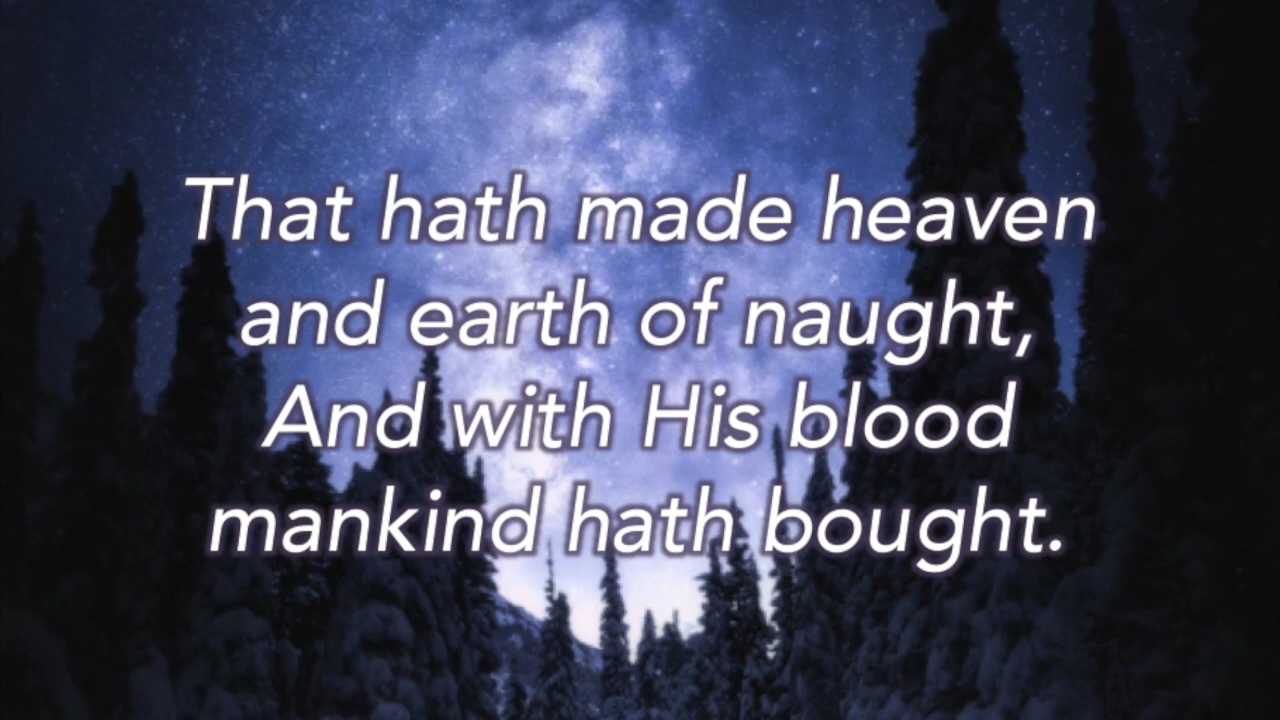 That hath made heaven
and earth of naught,
And with His blood
mankind hath bought.